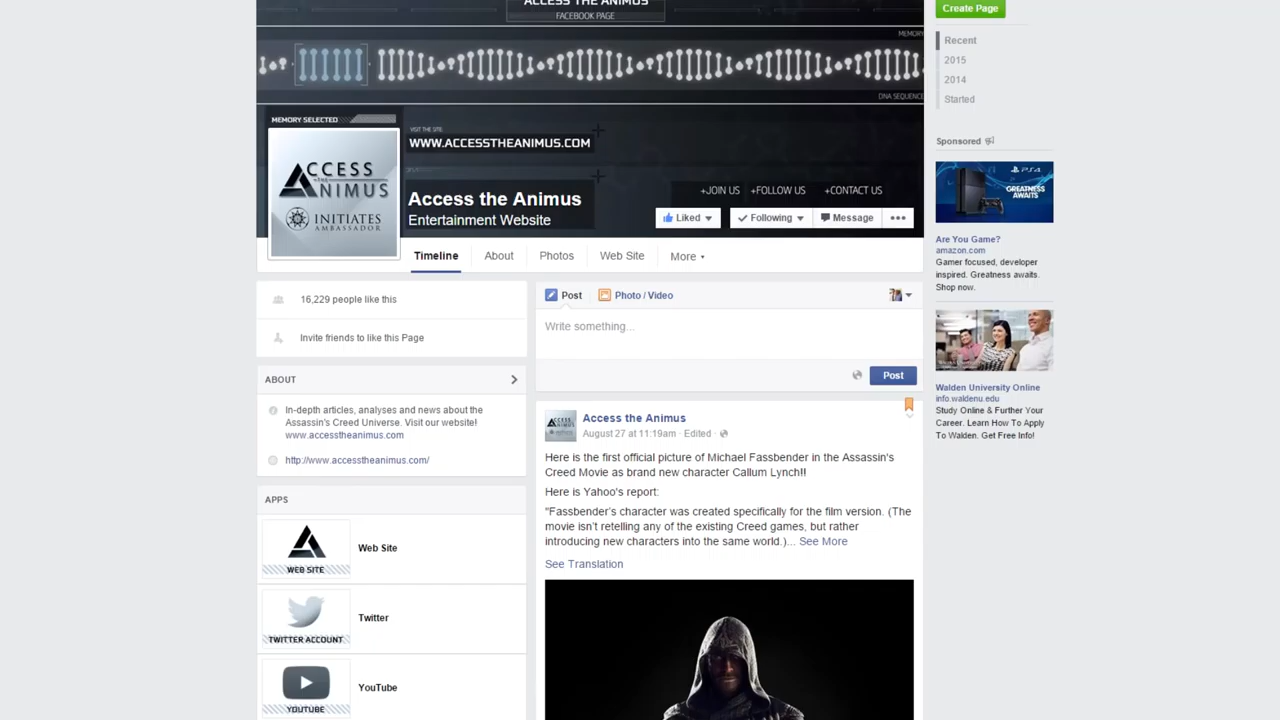 ACCESS THE ANIMUS
FACEBOOK PAGE
MEMORY
DNA SEQUENCE
MEMORY SELECTED
VISIT THE SITE
WWW.ACCESSTHEANIMUS.COM
ACCESS
THE
ANIMUS
INITIATES
AMBASSADOR
Access the Animus
Entertainment Website
+JOIN US +FOLLOW US +CONTACT US
Liked Following Message
Timeline About Photos Web Site More
16,229 people like this
Invite friends to like this Page
ABOUT
In-depth articles, analyses and news about the
Assassin's Creed Universe. Visit our website!
www.accesstheanimus.com
http://www.accesstheanimus.com/
APPS
WEB SITE
Web Site
TWITTER ACCOUNT
Twitter
YOUTUBE
YouTube
Post Photo / Video
Write something...
Post
Access the Animus
August 27 at 11:19am · Edited ·
Here is the first official picture of Michael Fassbender in the Assassin's
Creed Movie as brand new character Callum Lynch!!
Here is Yahoo's report:
"Fassbender's character was created specifically for the film version. (The
movie isn't retelling any of the existing Creed games, but rather
introducing new characters into the same world.)... See More
See Translation
Create Page
Recent
2015
2014
Started
Sponsored
PS4
GREATNESS
AWAITS
Are You Game?
amazon.com
Gamer focused, developer
inspired. Greatness awaits.
Shop now.
Walden University Online
info.waldenu.edu
Study Online & Further Your
Career. Learn How To Apply
To Walden. Get Free Info!